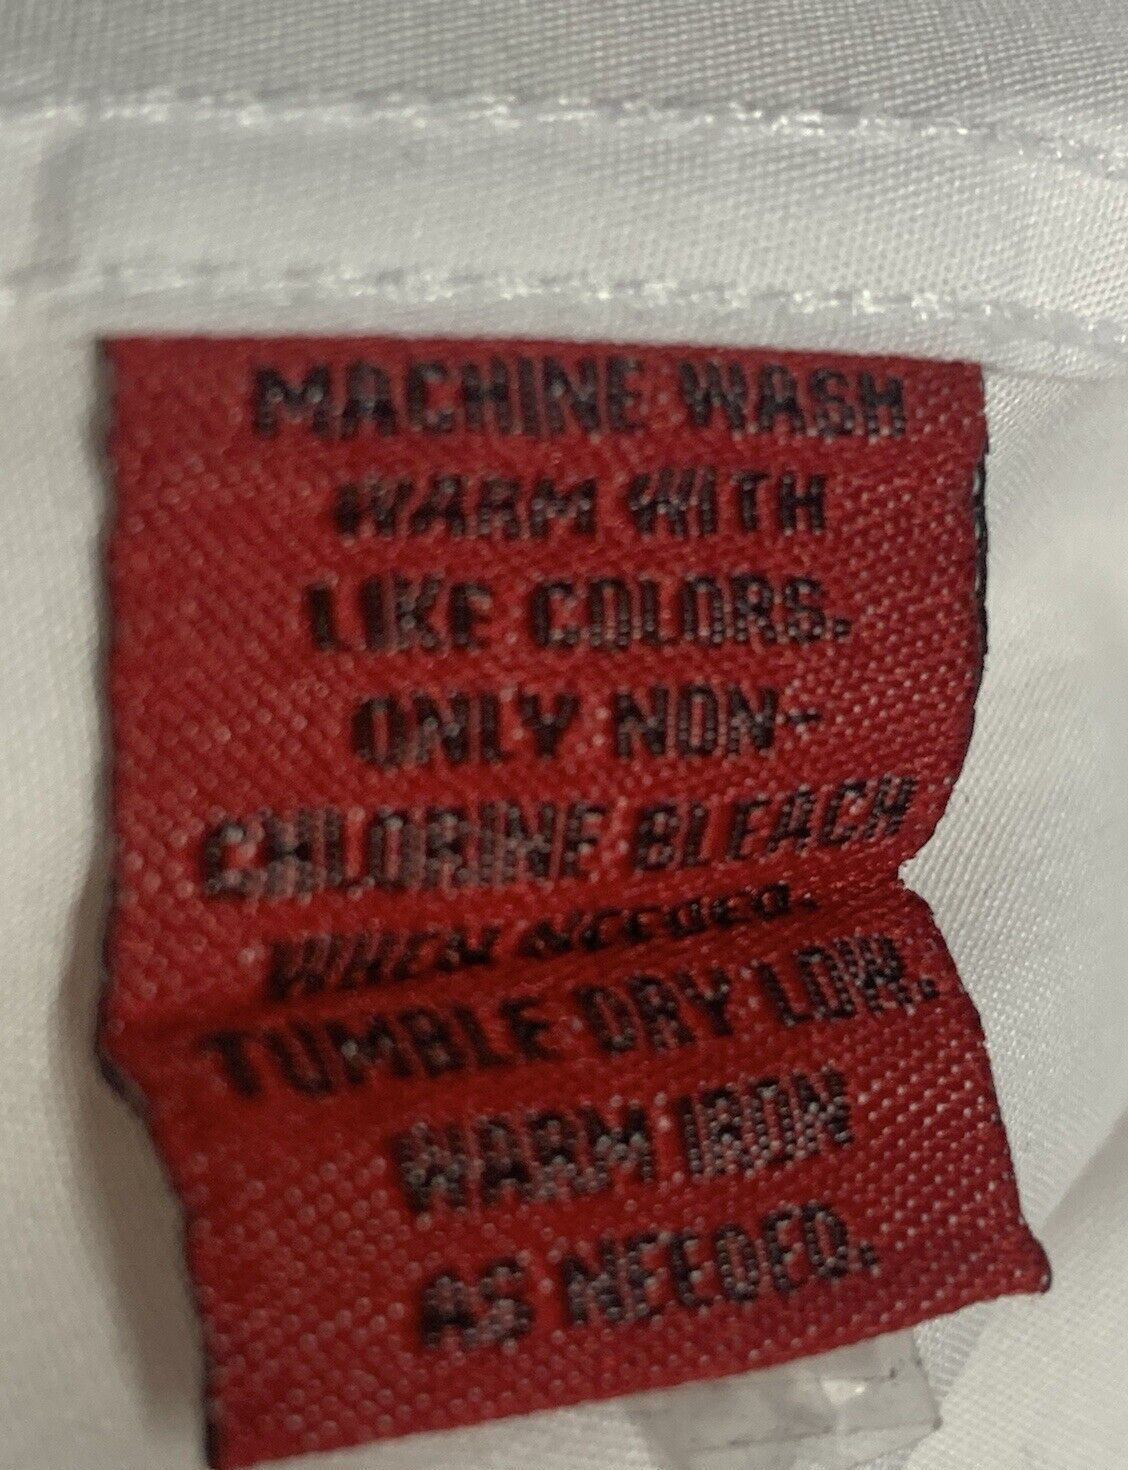 MACHINE WASH
WARM WITH
LIKE COLORS.
ONLY NON-
CHLORINE BLEACH
WHEN NEEDED.
TUMBLE DRY LOW.
WARM IRON
AS NEEDED.